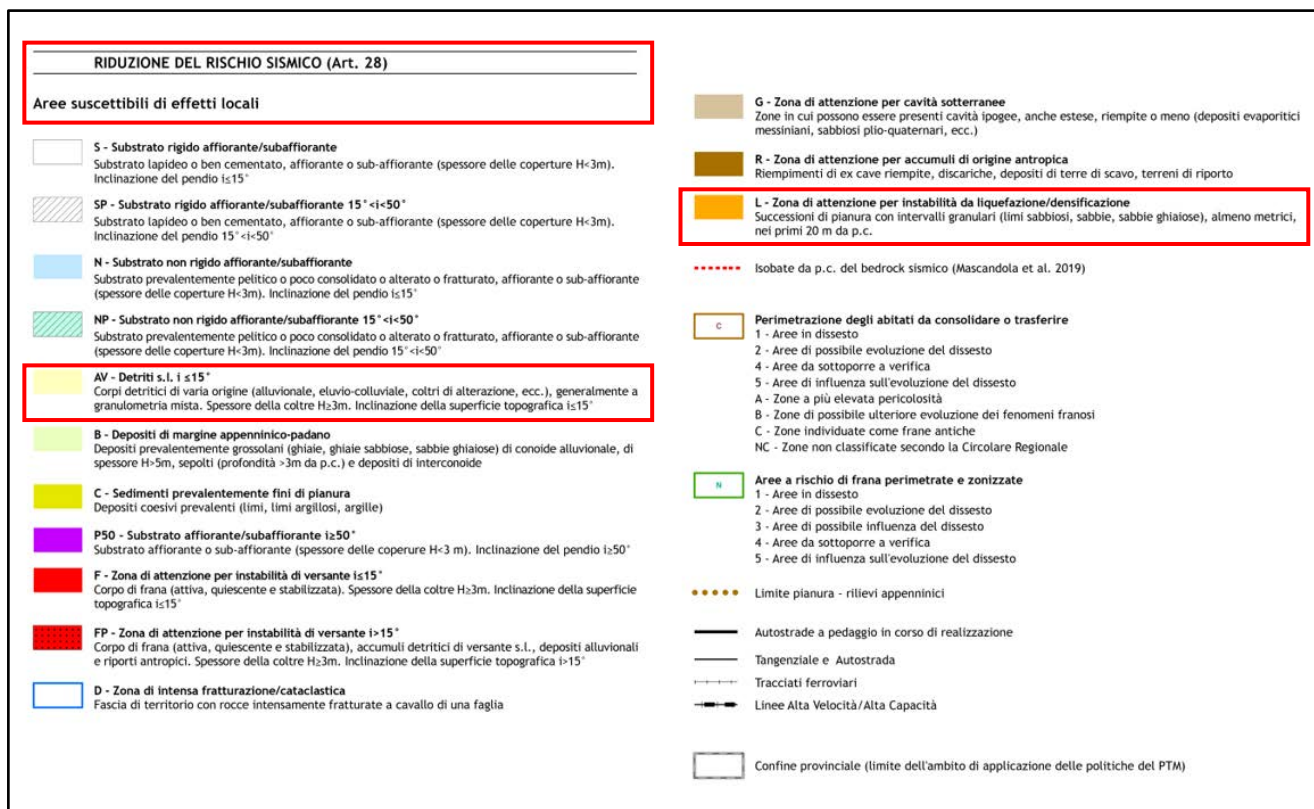 RIDUZIONE DEL RISCHIO SISMICO (Art. 28)
Aree suscettibili di effetti locali
S - Substrato rigido affiorante/subaffiorante
Substrato lapideo o ben cementato, affiorante o sub-affiorante (spessore delle coperture H<3m).
Inclinazione del pendio i≤15°
SP - Substrato rigido affiorante/subaffiorante 15°<i<50°
Substrato lapideo o ben cementato, affiorante o sub-affiorante (spessore delle coperture H<3m).
Inclinazione del pendio 15°<i<50°
N - Substrato non rigido affiorante/subaffiorante
Substrato prevalentemente pelitico o poco consolidato o alterato o fratturato, affiorante o sub-affiorante
(spessore delle coperture H<3m). Inclinazione del pendio i≤15°
NP - Substrato non rigido affiorante/subaffiorante 15°<i<50°
Substrato prevalentemente pelitico o poco consolidato o alterato o fratturato, affiorante o sub-affiorante
(spessore delle coperture H<3m). Inclinazione del pendio 15°<i<50°
AV - Detriti s.l. i ≤15°
Corpi detritici di varia origine (alluvionale, eluvio-colluviale, coltri di alterazione, ecc.), generalmente a
granulometria mista. Spessore della coltre H≥3m. Inclinazione della superficie topografica i≤15°
B - Depositi di margine appenninico-padano
Depositi prevalentemente grossolani (ghiaie, ghiaie sabbiose, sabbie ghiaiose) di conoide alluvionale, di
spessore H>5m, sepolti (profondità >3m da p.c.) e depositi di interconoide
C - Sedimenti prevalentemente fini di pianura
Depositi coesivi prevalenti (limi, limi argillosi, argille)
P50 - Substrato affiorante/subaffiorante i≥50°
Substrato affiorante o sub-affiorante (spessore delle coperure H<3 m). Inclinazione del pendio i≥50°
F - Zona di attenzione per instabilità di versante i≤15°
Corpo di frana (attiva, quiescente e stabilizzata). Spessore della coltre H≥3m. Inclinazione della superficie
topografica i≤15°
FP - Zona di attenzione per instabilità di versante i>15°
Corpo di frana (attiva, quiescente e stabilizzata), accumuli detritici di versante s.l., depositi alluvionali
e riporti antropici. Spessore della coltre H≥3m. Inclinazione della superficie topografica i>15°
D - Zona di intensa fratturazione/cataclastica
Fascia di territorio con rocce intensamente fratturate a cavallo di una faglia
G - Zona di attenzione per cavità sotterranee
Zone in cui possono essere presenti cavità ipogee, anche estese, riempite o meno (depositi evaporitici
messiniani, sabbiosi plio-quaternari, ecc.)
R - Zona di attenzione per accumuli di origine antropica
Riempimenti di ex cave riempite, discariche, depositi di terre di scavo, terreni di riporto
L - Zona di attenzione per instabilità da liquefazione/densificazione
Successioni di pianura con intervalli granulari (limi sabbiosi, sabbie, sabbie ghiaiose), almeno metrici,
nei primi 20 m da p.c.
Isobate da p.c. del bedrock sismico (Mascandola et al. 2019)
C
Perimetrazione degli abitati da consolidare o trasferire
1 - Aree in dissesto
2 - Aree di possibile evoluzione del dissesto
4 - Aree da sottoporre a verifica
5 - Aree di influenza sull'evoluzione del dissesto
A - Zone a più elevata pericolosità
B - Zone di possibile ulteriore evoluzione dei fenomeni franosi
C - Zone individuate come frane antiche
NC - Zone non classificate secondo la Circolare Regionale
N
Aree a rischio di frana perimetrate e zonizzate
1 - Aree in dissesto
2 - Aree di possibile evoluzione del dissesto
3 - Aree di possibile influenza del dissesto
4 - Aree da sottoporre a verifica
5 - Aree di influenza sull'evoluzione del dissesto
Limite pianura - rilievi appenninici
Autostrade a pedaggio in corso di realizzazione
Tangenziale e Autostrada
Tracciati ferroviari
Linee Alta Velocità/Alta Capacità
Confine provinciale (limite dell'ambito di applicazione delle politiche del PTM)